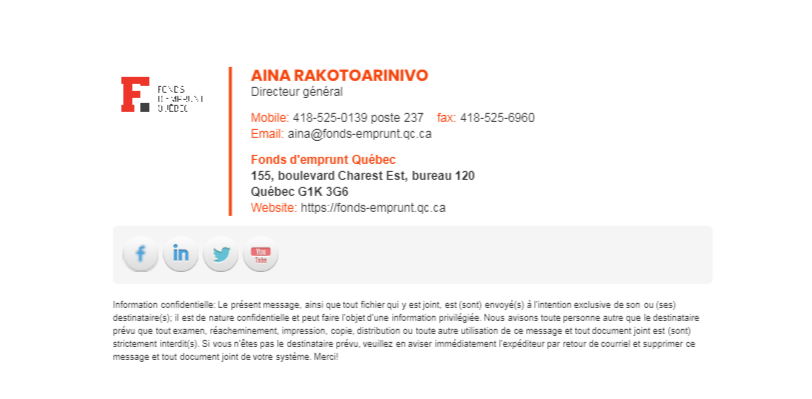 AINA RAKOTOARINIVO
Directeur général
Mobile: 418-525-0139 poste 237 fax: 418-525-6960
Email: aina@fonds-emprunt.qc.ca
F.
FONDS
D'EMPRUNT
QUÉBEC
Fonds d'emprunt Québec
155, boulevard Charest Est, bureau 120
Québec G1K 3G6
Website: https://fonds-emprunt.qc.ca
f in You Tube
Information confidentielle: Le présent message, ainsi que tout fichier qui y est joint, est (sont) envoyé(s) à l'intention exclusive de son ou (ses)
destinataire(s); il est de nature confidentielle et peut faire l'objet d'une information privilégiée. Nous avisons toute personne autre que le destinataire
prévu que tout examen, réacheminement, impression, copie, distribution ou toute autre utilisation de ce message et tout document joint est (sont)
strictement interdit(s). Si vous n'êtes pas le destinataire prévu, veuillez en aviser immédiatement l'expéditeur par retour de courriel et supprimer ce
message et tout document joint de votre système. Merci!